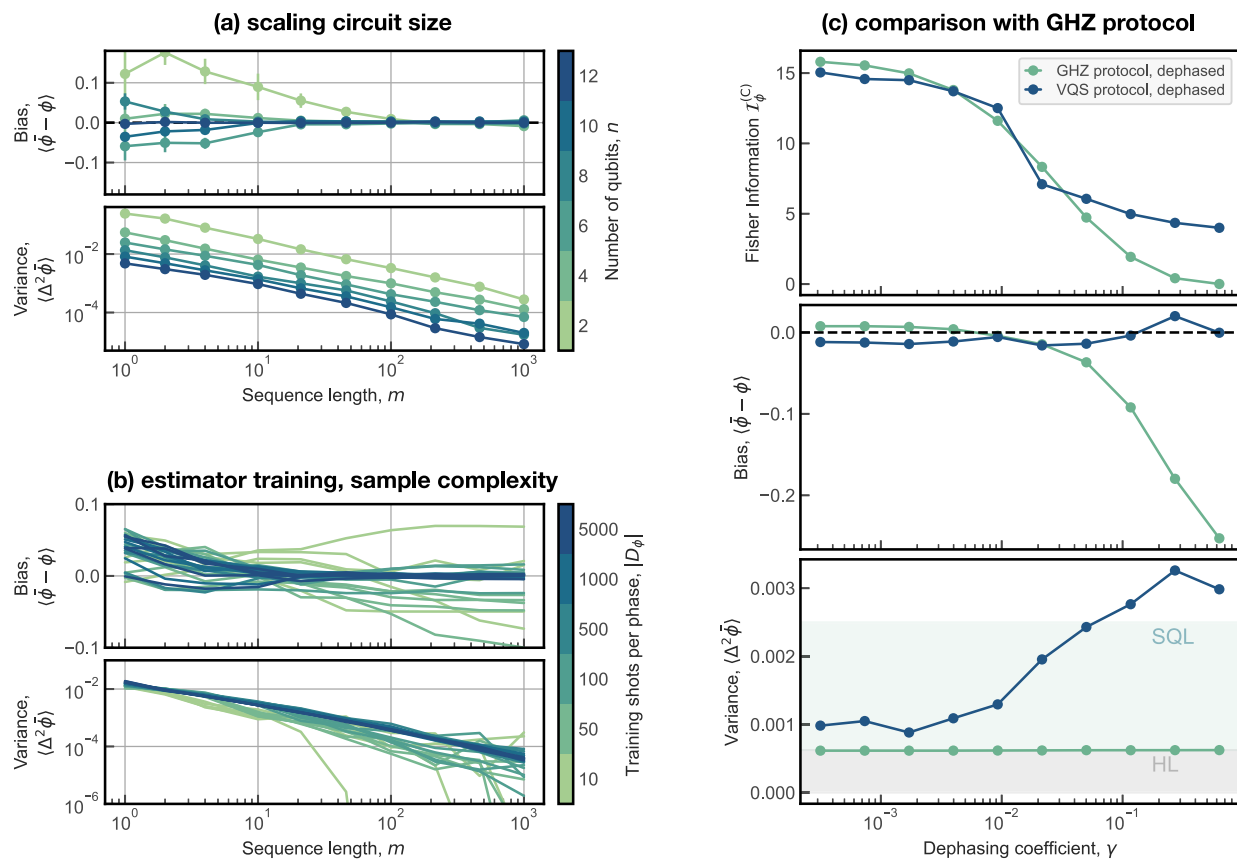 (a) scaling circuit size
Bias,
⟨ϕ̄ − ϕ⟩
0.1
0.0
−0.1
Variance,
⟨Δ²ϕ̄⟩
10⁻²
10⁻⁴
10⁰
10¹
10²
10³
Sequence length, m
12
10
8
6
4
2
Number of qubits, n
(b) estimator training, sample complexity
Bias,
⟨ϕ̄ − ϕ⟩
0.1
0.0
−0.1
Variance,
⟨Δ²ϕ̄⟩
10⁻²
10⁻⁴
10⁻⁶
10⁰
10¹
10²
10³
Sequence length, m
5000
1000
500
100
50
10
Training shots per phase, |D_ϕ|
(c) comparison with GHZ protocol
GHZ protocol, dephased
VQS protocol, dephased
Fisher Information I_ϕ^(C)
15
10
5
0
Bias, ⟨ϕ̄ − ϕ⟩
0.0
−0.1
−0.2
Variance, ⟨Δ²ϕ̄⟩
0.003
0.002
0.001
0.000
SQL
HL
10⁻³
10⁻²
10⁻¹
Dephasing coefficient, γ